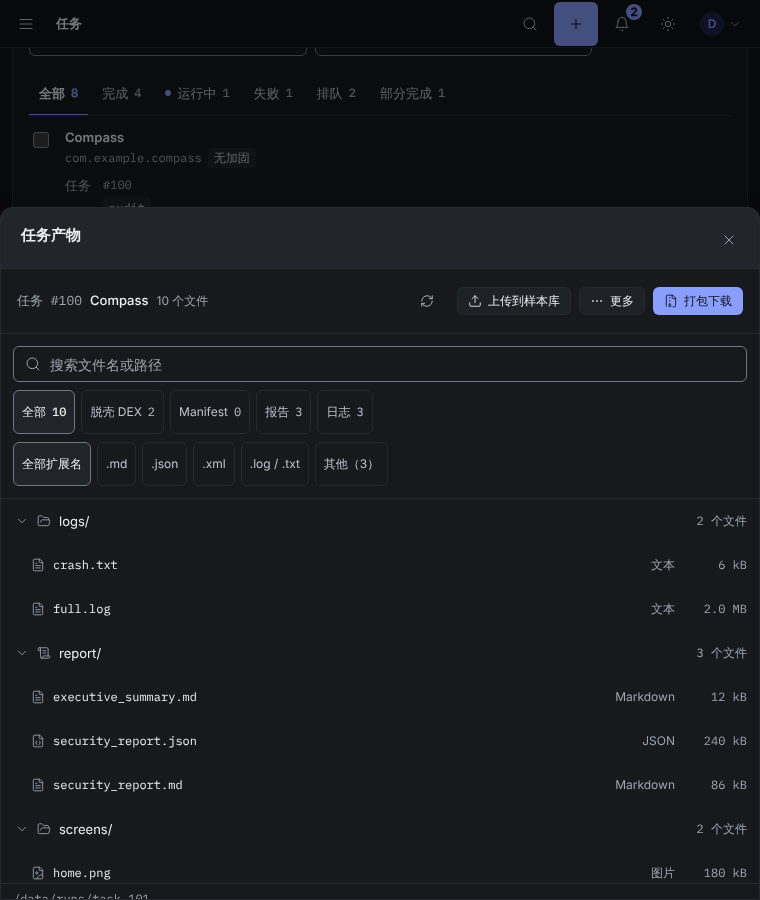 任务
2
D
全部 8 完成 4 运行中 1 失败 1 排队 2 部分完成 1
Compass
com.example.compass 无加固
任务 #100
audit
任务产物
任务 #100 Compass 10 个文件 上传到样本库 更多 打包下载
搜索文件名或路径
全部 10 脱壳 DEX 2 Manifest 0 报告 3 日志 3
全部扩展名 .md .json .xml .log / .txt 其他（3）
logs/ 2 个文件
crash.txt 文本 6 kB
full.log 文本 2.0 MB
report/ 3 个文件
executive_summary.md Markdown 12 kB
security_report.json JSON 240 kB
security_report.md Markdown 86 kB
screens/ 2 个文件
home.png 图片 180 kB
/data/runs/task-101